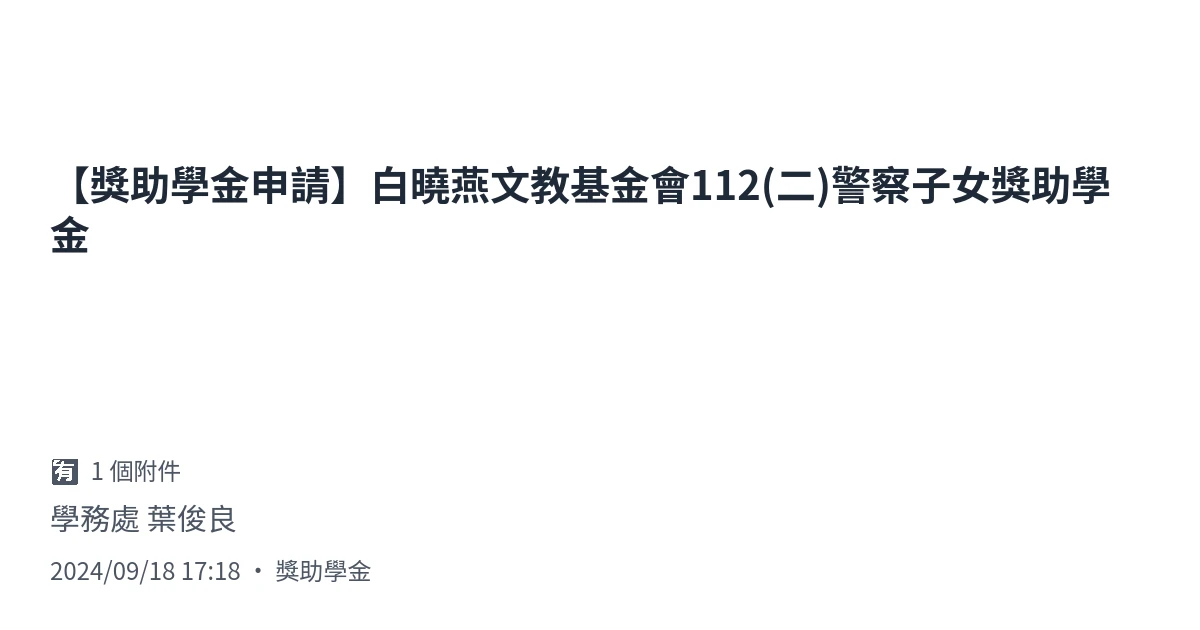 【獎助學金申請】白曉燕文教基金會112(二)警察子女獎助學
金
🈶 1 個附件
學務處 葉俊良
2024/09/18 17:18 ・ 獎助學金